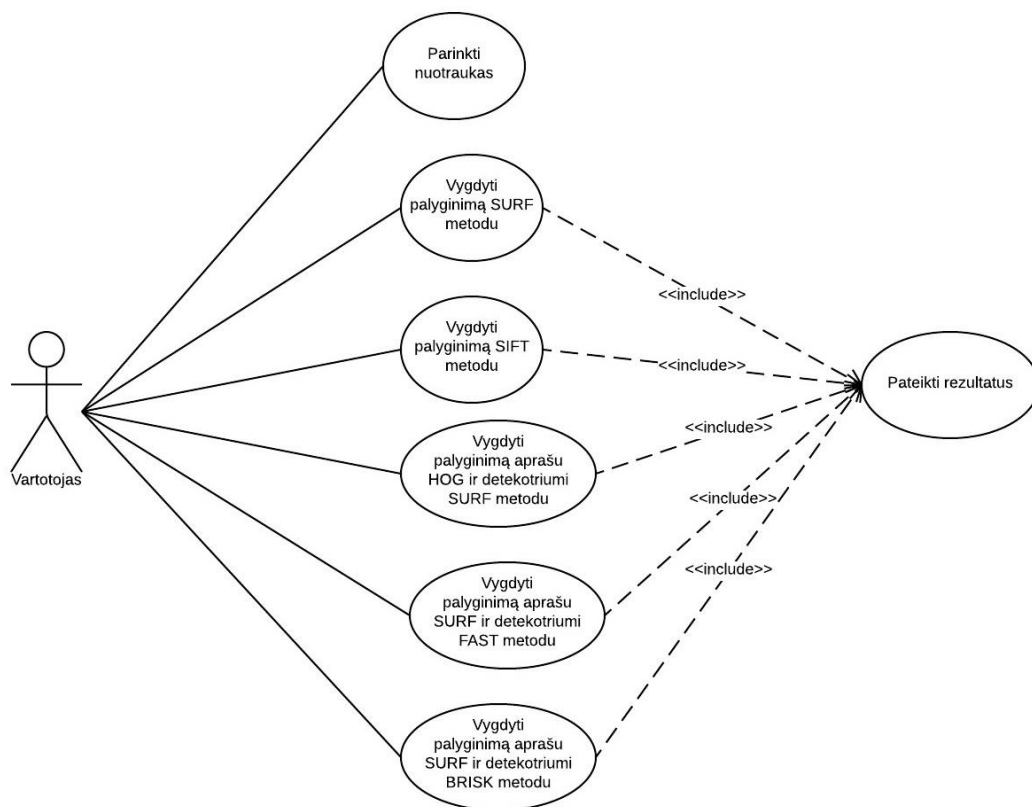 Parinkti
nuotraukas
Vygdyti
palyginimą SURF
metodu
<<include>>
Vygdyti
palyginimą SIFT
metodu
<<include>>
Pateikti rezultatus
Vartotojas
Vygdyti
palyginimą aprašu
HOG ir detekotriumi
SURF metodu
<<include>>
<<include>>
Vygdyti
palyginimą aprašu
SURF ir detekotriumi
FAST metodu
<<include>>
Vygdyti
palyginimą aprašu
SURF ir detekotriumi
BRISK metodu